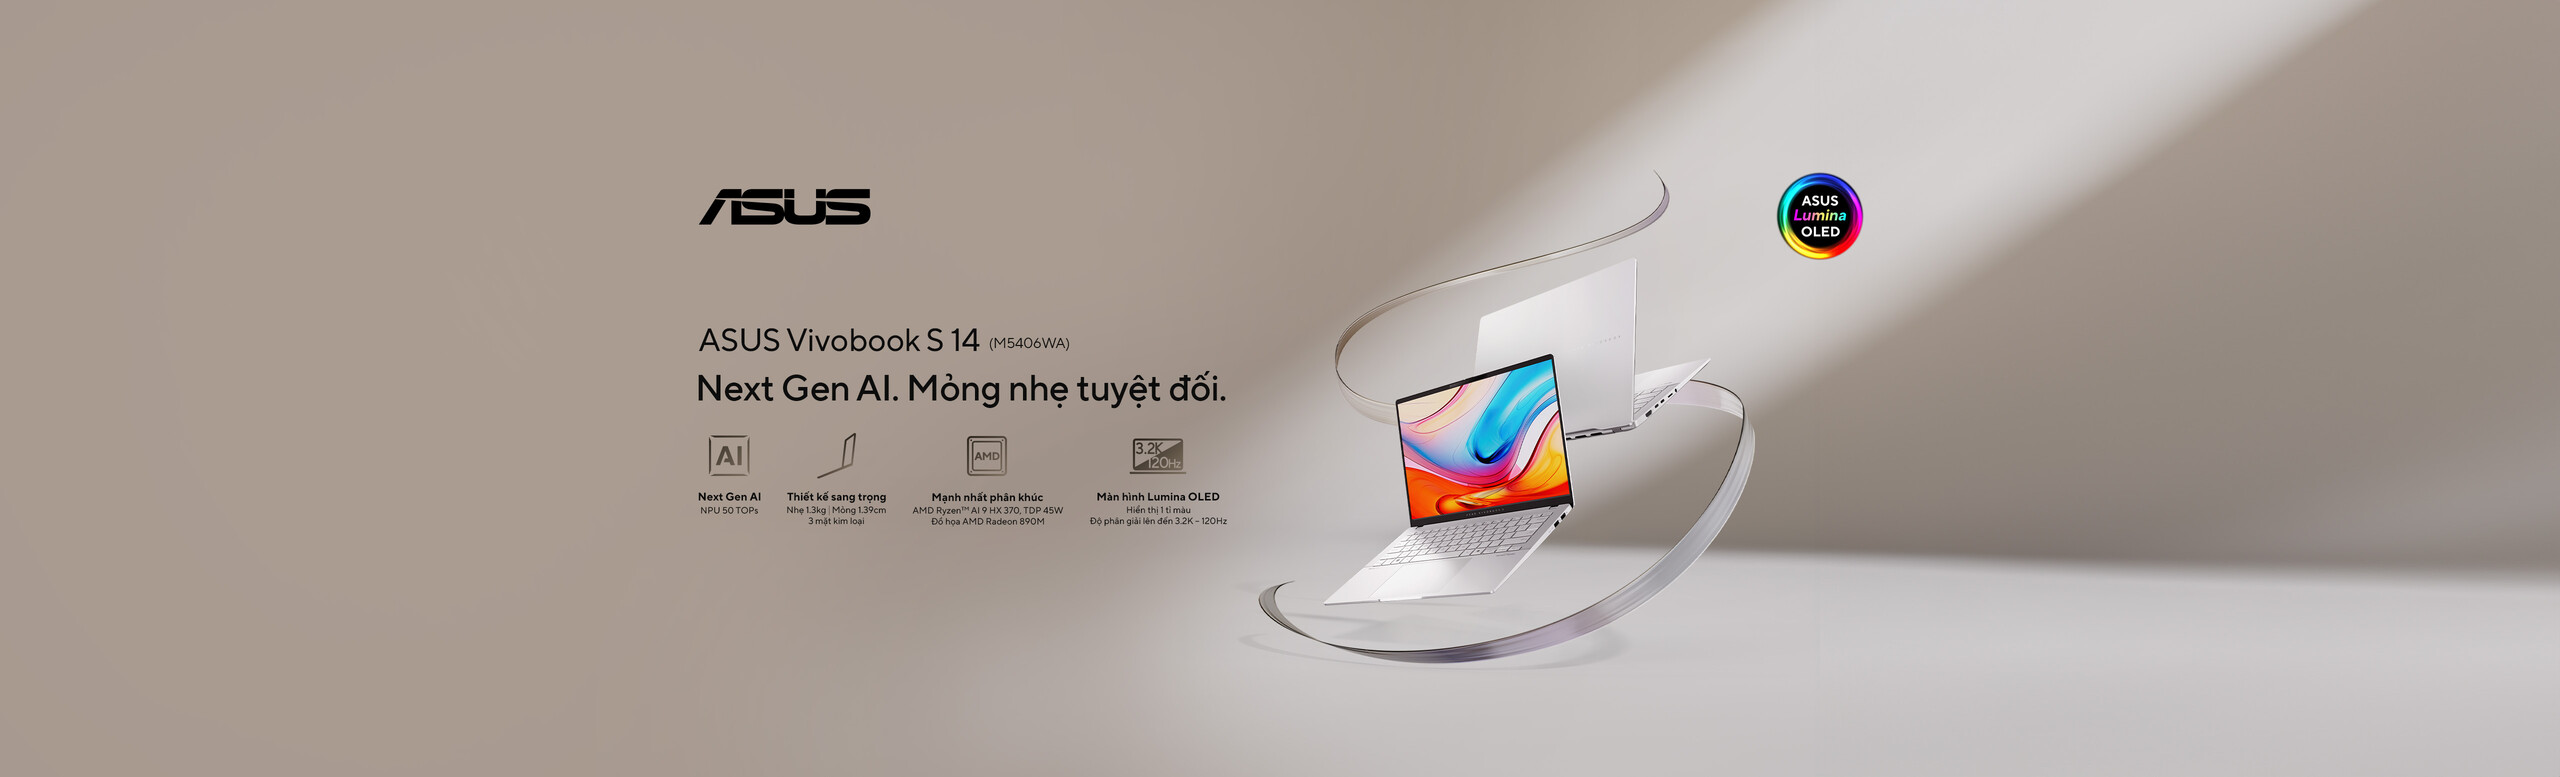 ASUS
ASUS
Lumina
OLED
ASUS Vivobook S 14 (M5406WA)
Next Gen AI. Mỏng nhẹ tuyệt đối.
AI
AMD
3.2K
120Hz
Next Gen AI
NPU 50 TOPs
Thiết kế sang trọng
Nhẹ 1.3kg | Mỏng 1.39cm
3 mặt kim loại
Mạnh nhất phân khúc
AMD Ryzen™ AI 9 HX 370, TDP 45W
Đồ họa AMD Radeon 890M
Màn hình Lumina OLED
Hiển thị 1 tỉ màu
Độ phân giải lên đến 3.2K – 120Hz